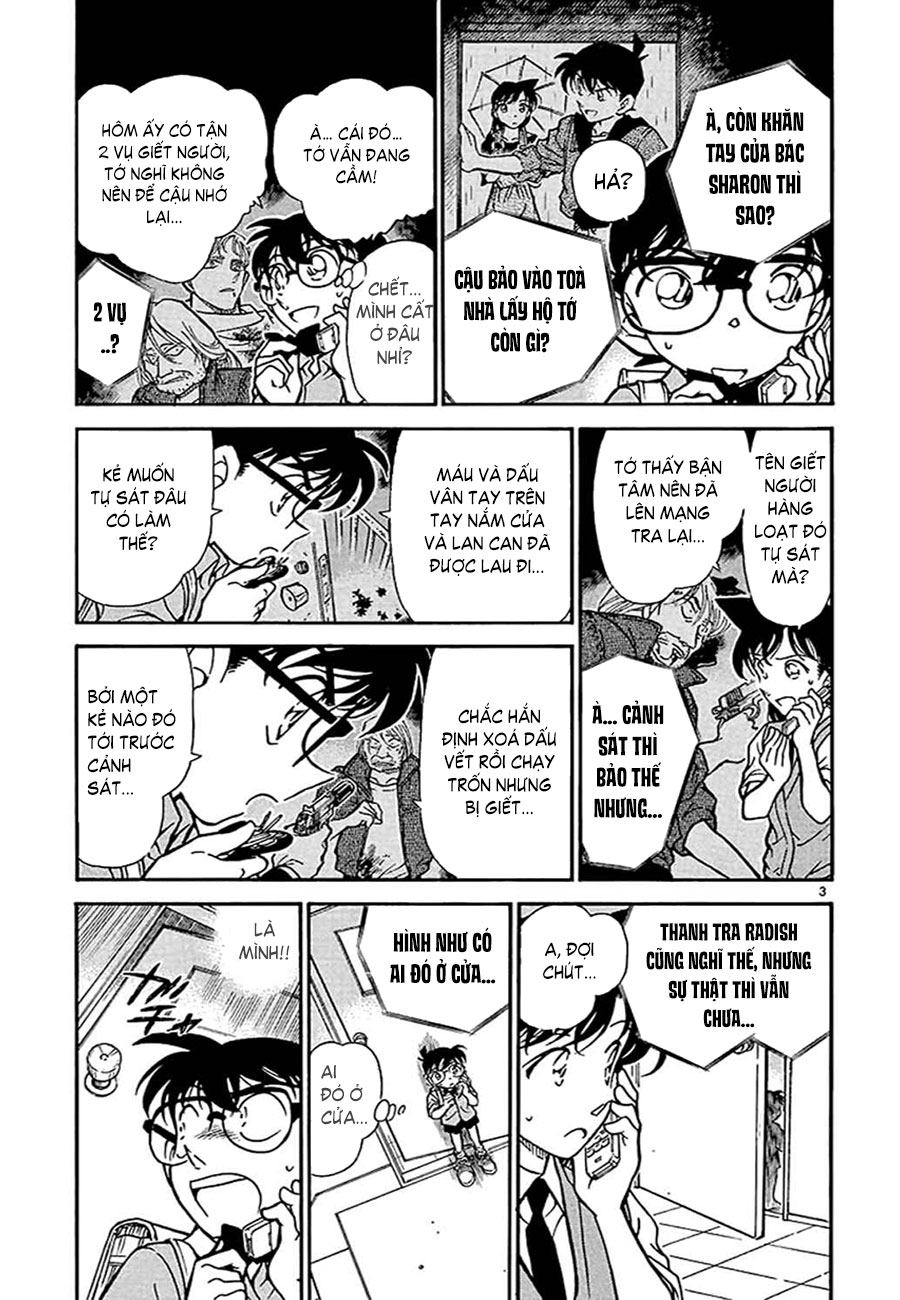 À, CÒN KHĂN
TAY CỦA BÁC
SHARON THÌ
SAO?
HẢ?
CẬU BẢO VÀO TOÀ
NHÀ LẤY HỘ TỚ
CÒN GÌ?
À... CÁI ĐÓ...
TỚ VẪN ĐANG
CẦM!
CHẾT...
MÌNH CẤT
Ở ĐÂU
NHỈ?
HÔM ẤY CÓ TẬN
2 VỤ GIẾT NGƯỜI,
TỚ NGHĨ KHÔNG
NÊN ĐỂ CẬU NHỚ
LẠI...
2 VỤ
..?
TÊN GIẾT
NGƯỜI
HÀNG
LOẠT ĐÓ
TỰ SÁT
MÀ?
TỚ THẤY BẬN
TÂM NÊN ĐÃ
LÊN MẠNG
TRA LẠI...
À... CẢNH
SÁT THÌ
BẢO THẾ
NHƯNG...
MÁU VÀ DẤU
VÂN TAY TRÊN
TAY NẮM CỬA
VÀ LAN CAN ĐÃ
ĐƯỢC LAU ĐI...
KẺ MUỐN
TỰ SÁT ĐÂU
CÓ LÀM
THẾ?
CHẮC HẮN
ĐỊNH XOÁ DẤU
VẾT RỒI CHẠY
TRỐN NHƯNG
BỊ GIẾT...
BỞI MỘT
KẺ NÀO ĐÓ
TỚI TRƯỚC
CẢNH
SÁT...
3
THANH TRA RADISH
CŨNG NGHĨ THẾ, NHƯNG
SỰ THẬT THÌ VẪN
CHƯA...
A, ĐỢI
CHÚT...
HÌNH NHƯ CÓ
AI ĐÓ Ở CỬA...
AI
ĐÓ Ở
CỬA...
LÀ
MÌNH!!
ガチャ